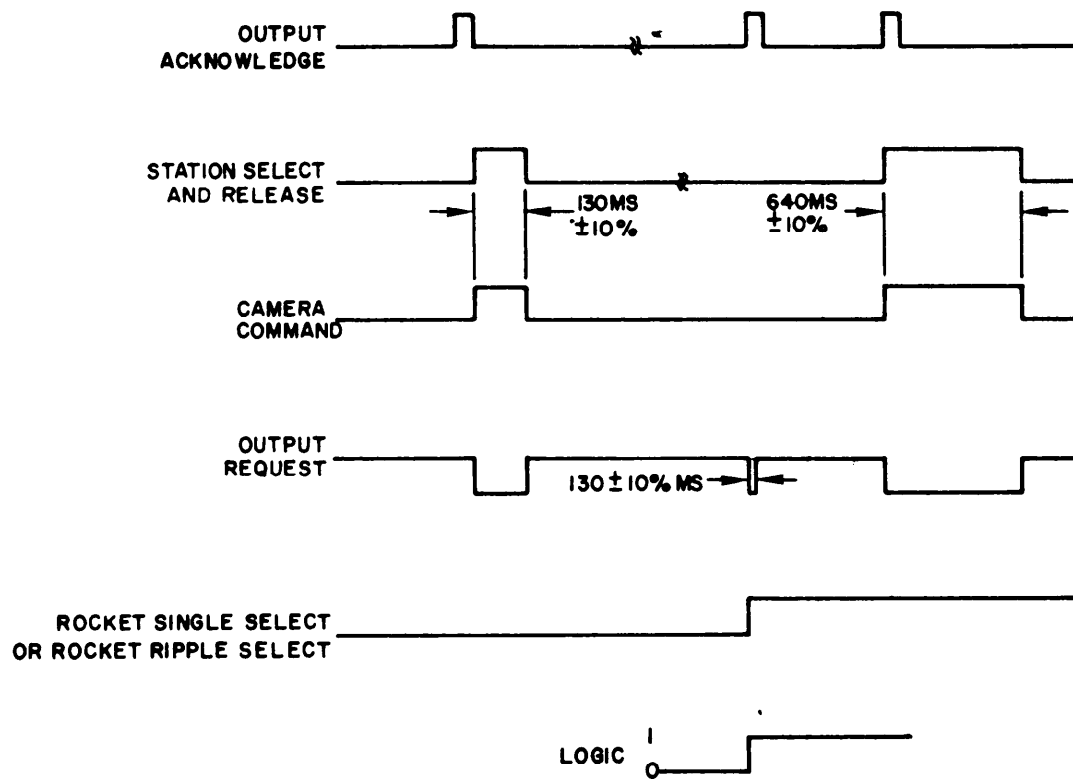 OUTPUT
ACKNOWLEDGE
STATION SELECT
AND RELEASE
130MS
±10%
640MS
±10%
CAMERA
COMMAND
OUTPUT
REQUEST
130 ±10% MS
ROCKET SINGLE SELECT
OR ROCKET RIPPLE SELECT
LOGIC
1
0